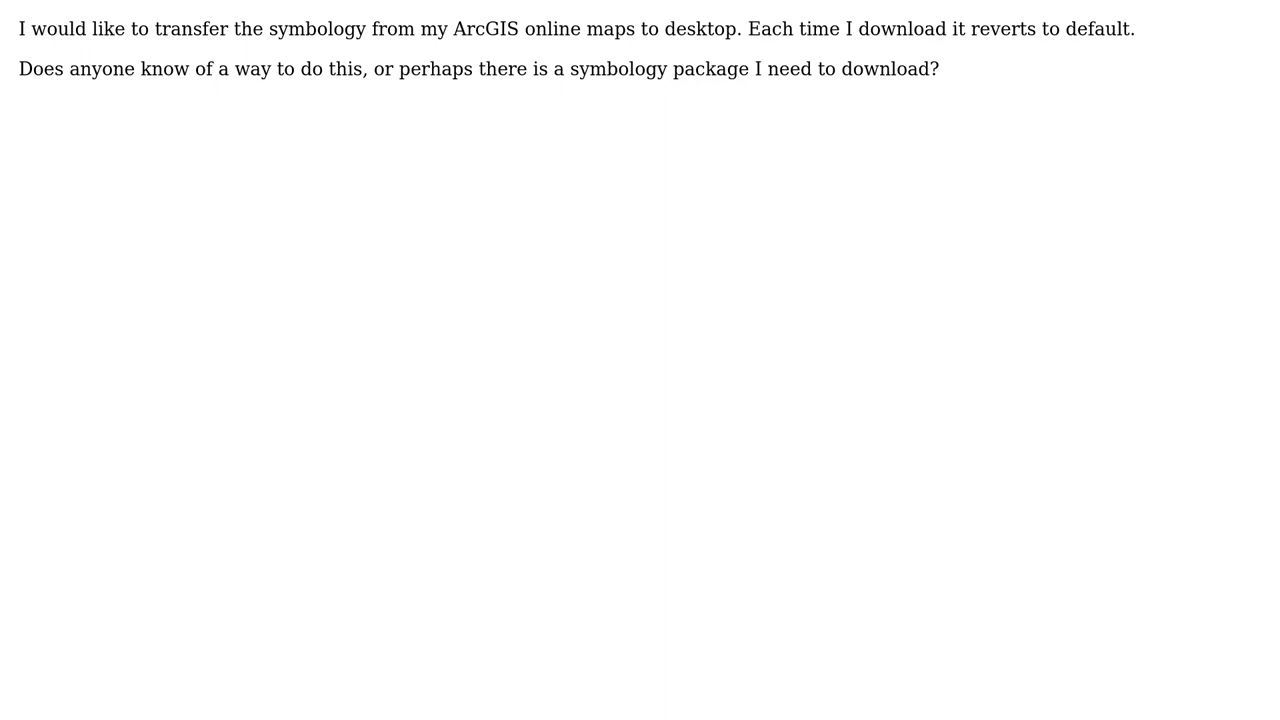 I would like to transfer the symbology from my ArcGIS online maps to desktop. Each time I download it reverts to default.
Does anyone know of a way to do this, or perhaps there is a symbology package I need to download?